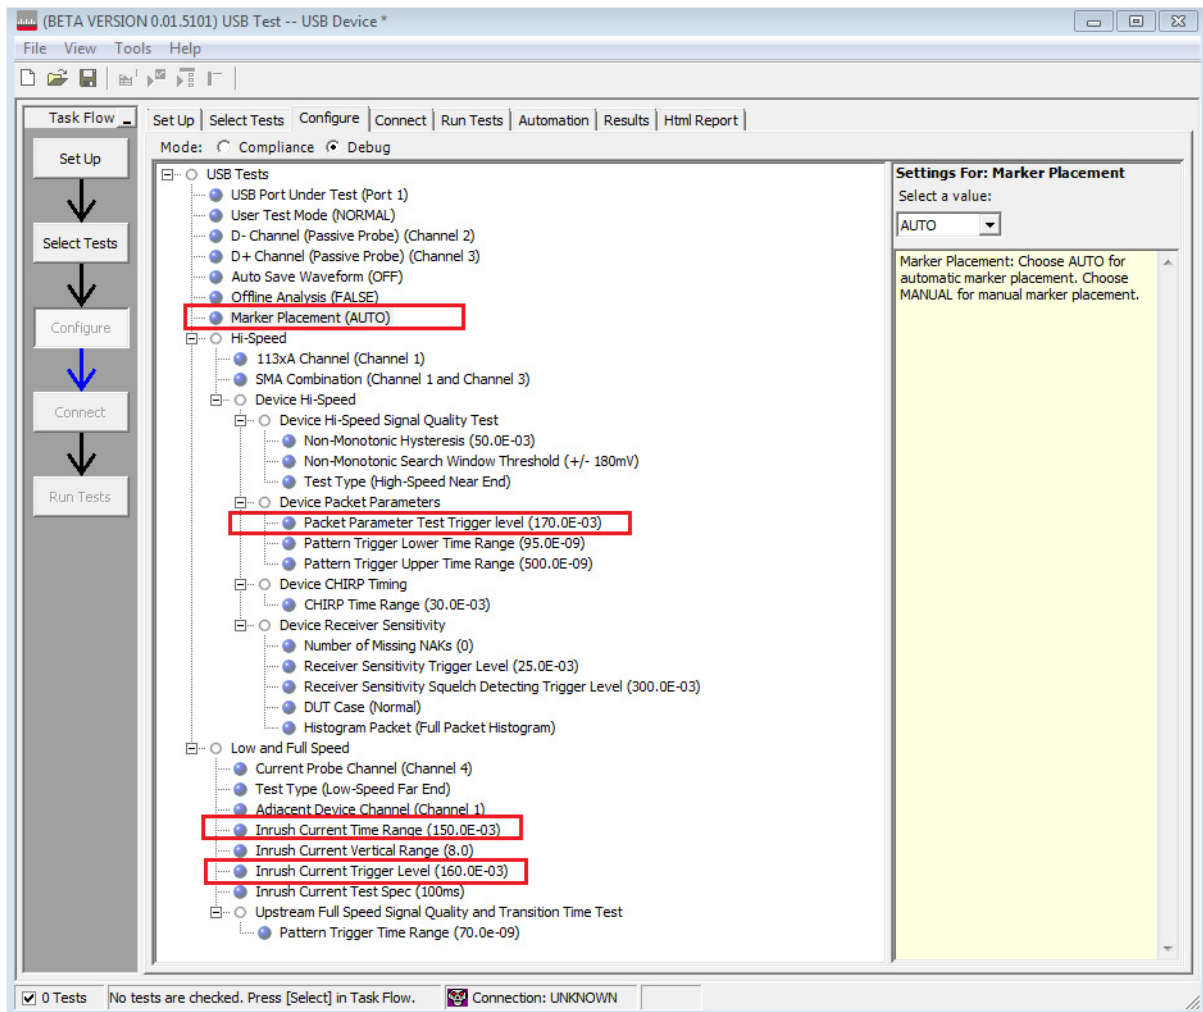 (BETA VERSION 0.01.5101) USB Test -- USB Device *
File View Tools Help
Task Flow
Set Up
Select Tests
Configure
Connect
Run Tests
Set Up Select Tests Configure Connect Run Tests Automation Results Html Report
Mode: Compliance Debug
USB Tests
USB Port Under Test (Port 1)
User Test Mode (NORMAL)
D- Channel (Passive Probe) (Channel 2)
D+ Channel (Passive Probe) (Channel 3)
Auto Save Waveform (OFF)
Offline Analysis (FALSE)
Marker Placement (AUTO)
Hi-Speed
113xA Channel (Channel 1)
SMA Combination (Channel 1 and Channel 3)
Device Hi-Speed
Device Hi-Speed Signal Quality Test
Non-Monotonic Hysteresis (50.0E-03)
Non-Monotonic Search Window Threshold (+/- 180mV)
Test Type (High-Speed Near End)
Device Packet Parameters
Packet Parameter Test Trigger level (170.0E-03)
Pattern Trigger Lower Time Range (95.0E-09)
Pattern Trigger Upper Time Range (500.0E-09)
Device CHIRP Timing
CHIRP Time Range (30.0E-03)
Device Receiver Sensitivity
Number of Missing NAKs (0)
Receiver Sensitivity Trigger Level (25.0E-03)
Receiver Sensitivity Squelch Detecting Trigger Level (300.0E-03)
DUT Case (Normal)
Histogram Packet (Full Packet Histogram)
Low and Full Speed
Current Probe Channel (Channel 4)
Test Type (Low-Speed Far End)
Adjacent Device Channel (Channel 1)
Inrush Current Time Range (150.0E-03)
Inrush Current Vertical Range (8.0)
Inrush Current Trigger Level (160.0E-03)
Inrush Current Test Spec (100ms)
Upstream Full Speed Signal Quality and Transition Time Test
Pattern Trigger Time Range (70.0e-09)
Settings For: Marker Placement
Select a value:
AUTO
Marker Placement: Choose AUTO for
automatic marker placement. Choose
MANUAL for manual marker placement.
0 Tests No tests are checked. Press [Select] in Task Flow. Connection: UNKNOWN